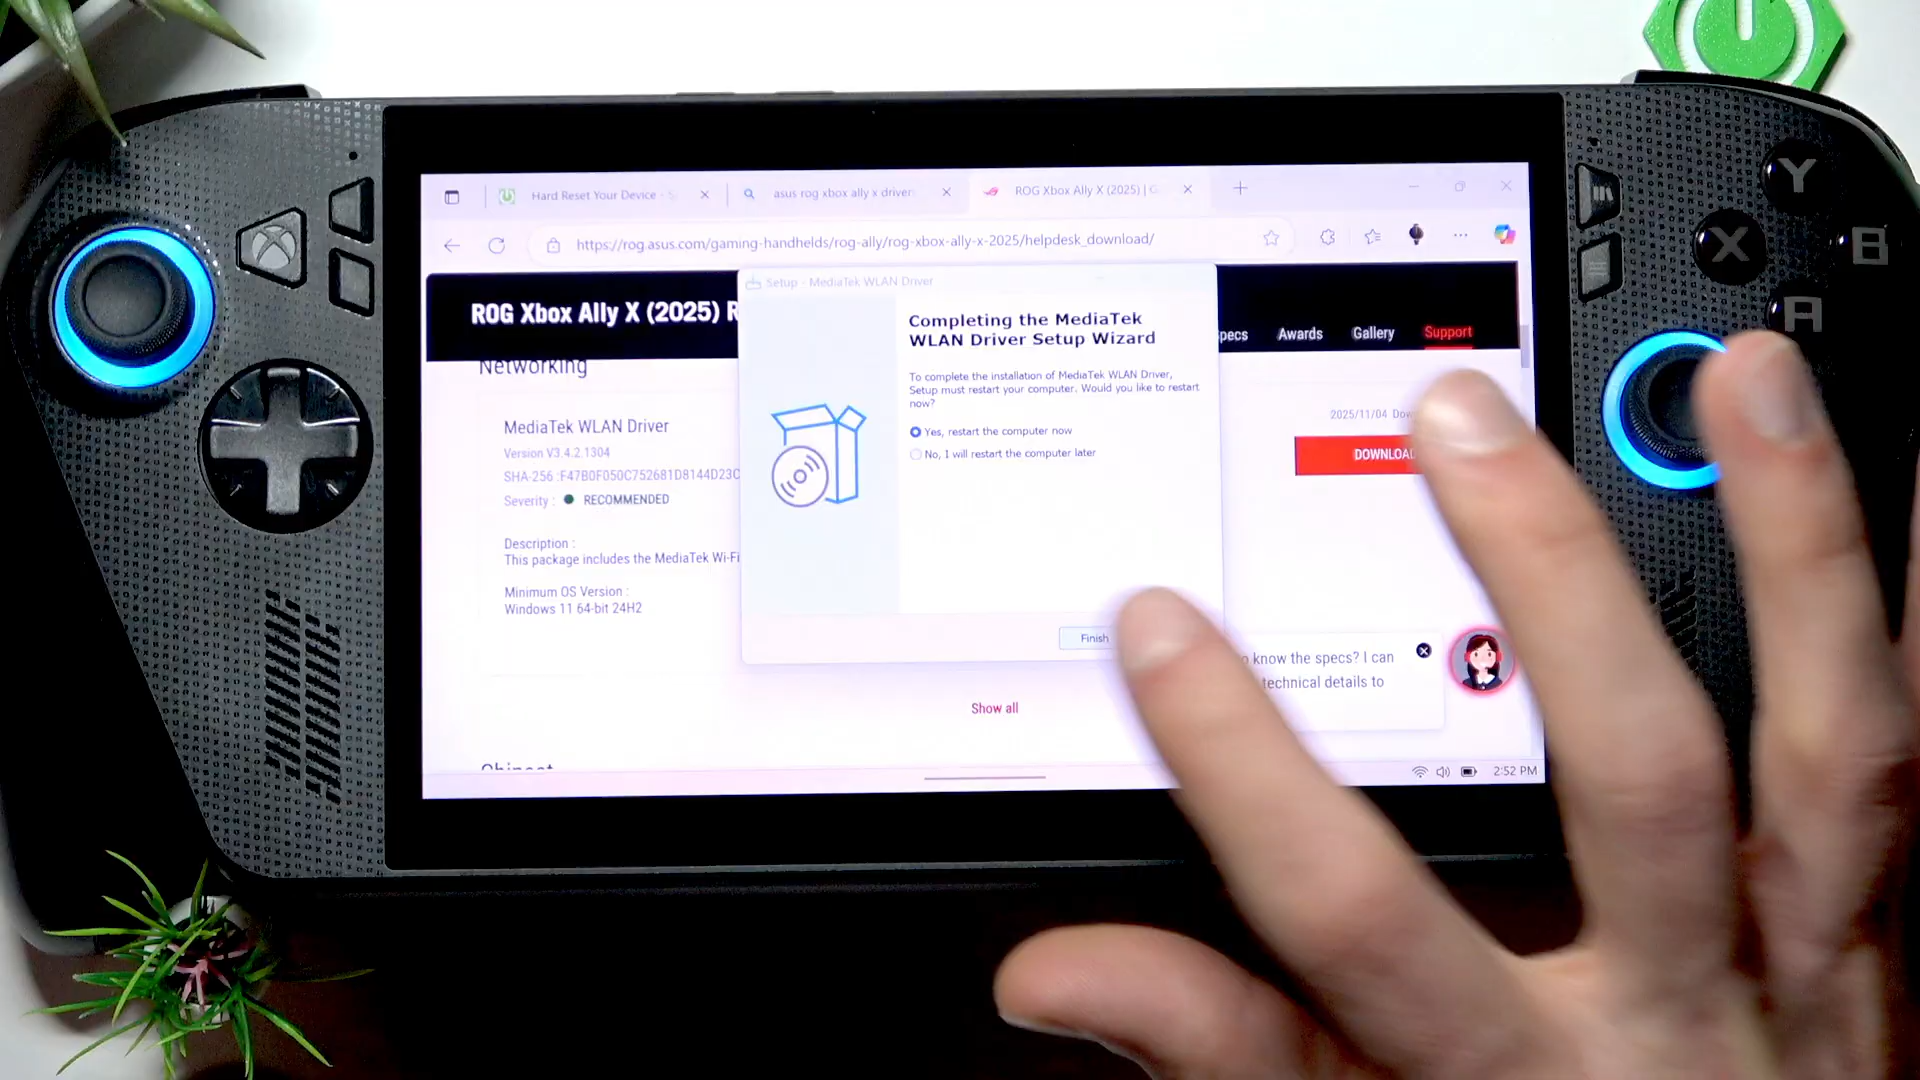 Hard Reset Your Device - S
asus rog xbox ally x driver
ROG Xbox Ally X (2025) | G
https://rog.asus.com/gaming-handhelds/rog-ally/rog-xbox-ally-x-2025/helpdesk_download/
ROG Xbox Ally X (2025) R
Specs
Awards
Gallery
Support
Networking
MediaTek WLAN Driver
Version V3.4.2.1304
SHA-256 :F47B0F050C752681D8144D23C
Severity :
RECOMMENDED
Description :
This package includes the MediaTek Wi-Fi
Minimum OS Version :
Windows 11 64-bit 24H2
Setup - MediaTek WLAN Driver
Completing the MediaTek
WLAN Driver Setup Wizard
To complete the installation of MediaTek WLAN Driver,
Setup must restart your computer. Would you like to restart
now?
Yes, restart the computer now
No, I will restart the computer later
Finish
2025/11/04
DOWNLOAD
know the specs? I can
technical details to
Show all
2:52 PM
Y
X
B
A